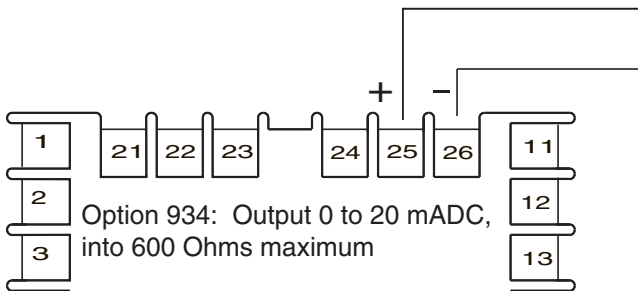 + -
1 21 22 23 24 25 26 11
2 12
Option 934: Output 0 to 20 mADC,
into 600 Ohms maximum
3 13